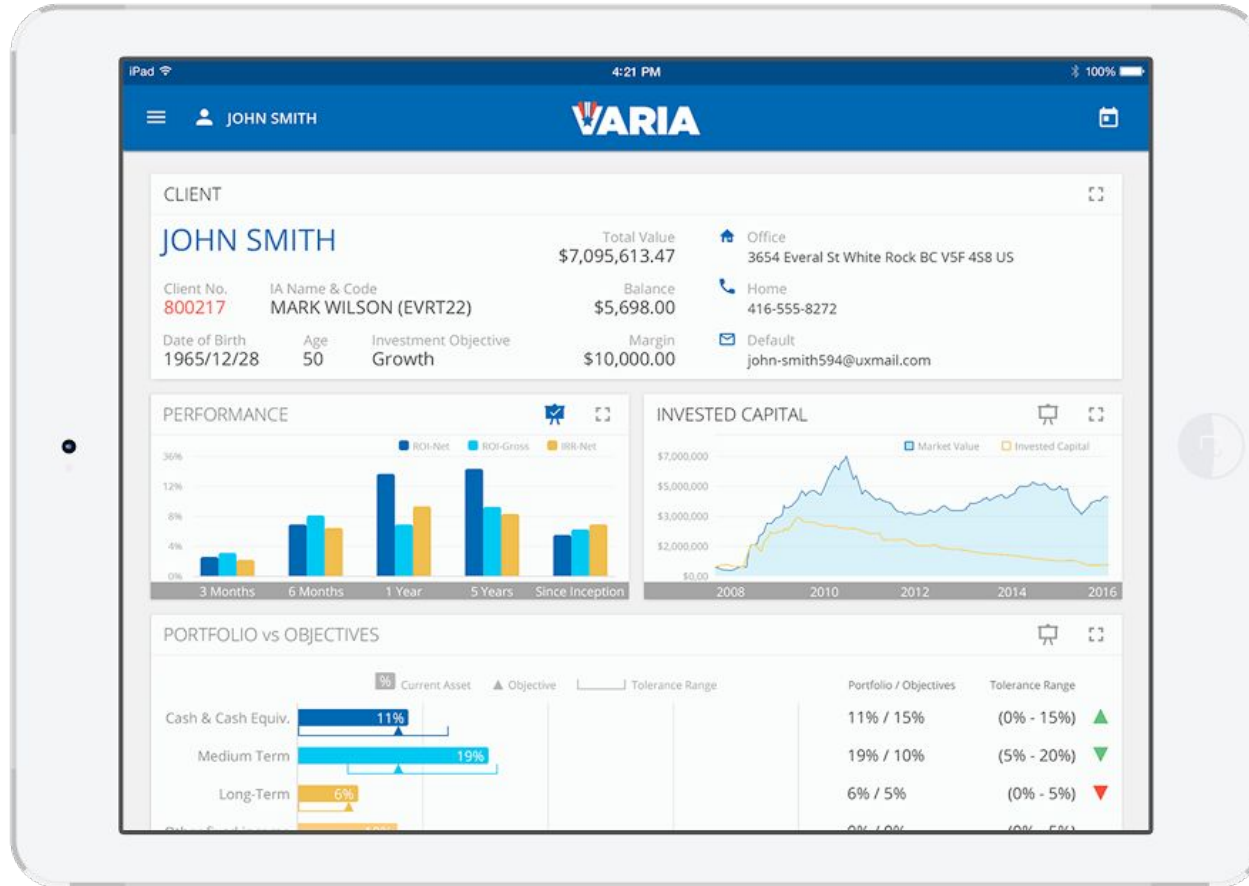 iPad 4:21 PM 100%
JOHN SMITH VARIA
CLIENT
JOHN SMITH
Total Value
$7,095,613.47
Office
3654 Everal St White Rock BC V5F 4S8 US
Client No. IA Name & Code
800217 MARK WILSON (EVRT22)
Balance
$5,698.00
Home
416-555-8272
Date of Birth Age Investment Objective
1965/12/28 50 Growth
Margin
$10,000.00
Default
john-smith594@uxmail.com
PERFORMANCE
ROI-Net ROI-Gross IRR-Net
36%
12%
8%
4%
0%
3 Months 6 Months 1 Year 5 Years Since Inception
INVESTED CAPITAL
Market Value Invested Capital
$7,000,000
$5,000,000
$3,000,000
$2,000,000
$0,00
2008 2010 2012 2014 2016
PORTFOLIO vs OBJECTIVES
% Current Asset Objective Tolerance Range Portfolio / Objectives Tolerance Range
Cash & Cash Equiv. 11% 11% / 15% (0% - 15%)
Medium Term 19% 19% / 10% (5% - 20%)
Long-Term 6% 6% / 5% (0% - 5%)